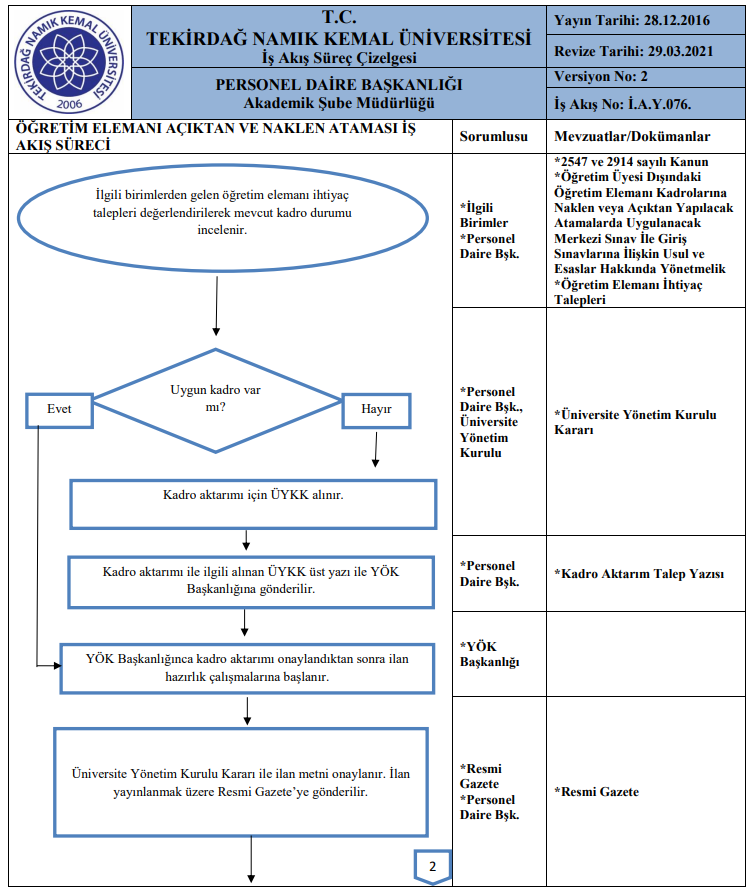 TEKİRDAĞ NAMIK KEMAL ÜNİVERSİTESİ
2006
T.C.
TEKİRDAĞ NAMIK KEMAL ÜNİVERSİTESİ
İş Akış Süreç Çizelgesi
PERSONEL DAİRE BAŞKANLIĞI
Akademik Şube Müdürlüğü
Yayın Tarihi: 28.12.2016
Revize Tarihi: 29.03.2021
Versiyon No: 2
İş Akış No: İ.A.Y.076.
ÖĞRETİM ELEMANI AÇIKTAN VE NAKLEN ATAMASI İŞ
AKIŞ SÜRECİ
Sorumlusu
Mevzuatlar/Dokümanlar
İlgili birimlerden gelen öğretim elemanı ihtiyaç
talepleri değerlendirilerek mevcut kadro durumu
incelenir.
*İlgili
Birimler
*Personel
Daire Bşk.
*2547 ve 2914 sayılı Kanun
*Öğretim Üyesi Dışındaki
Öğretim Elemanı Kadrolarına
Naklen veya Açıktan Yapılacak
Atamalarda Uygulanacak
Merkezi Sınav İle Giriş
Sınavlarına İlişkin Usul ve
Esaslar Hakkında Yönetmelik
*Öğretim Elemanı İhtiyaç
Talepleri
Uygun kadro var
mı?
Evet
Hayır
Kadro aktarımı için ÜYKK alınır.
*Personel
Daire Bşk.,
Üniversite
Yönetim
Kurulu
*Üniversite Yönetim Kurulu
Kararı
Kadro aktarımı ile ilgili alınan ÜYKK üst yazı ile YÖK
Başkanlığına gönderilir.
*Personel
Daire Bşk.
*Kadro Aktarım Talep Yazısı
YÖK Başkanlığınca kadro aktarımı onaylandıktan sonra ilan
hazırlık çalışmalarına başlanır.
*YÖK
Başkanlığı
Üniversite Yönetim Kurulu Kararı ile ilan metni onaylanır. İlan
yayınlanmak üzere Resmi Gazete’ye gönderilir.
*Resmi
Gazete
*Personel
Daire Bşk.
*Resmi Gazete
2